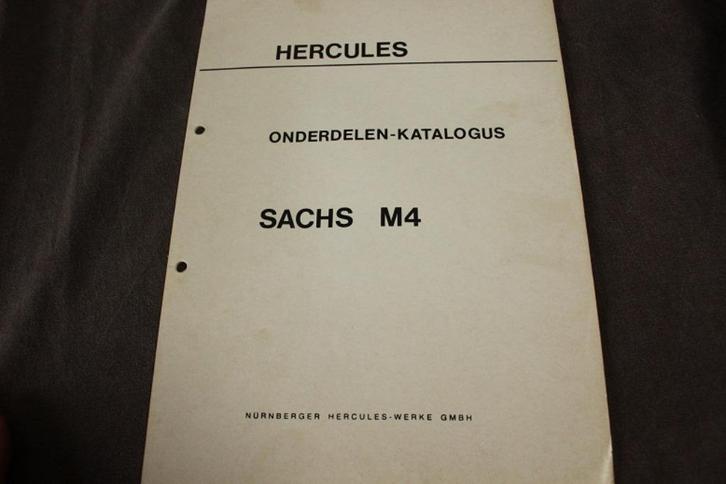 HERCULES
ONDERDELEN-KATALOGUS
SACHS M4
NÜRNBERGER HERCULES-WERKE GMBH